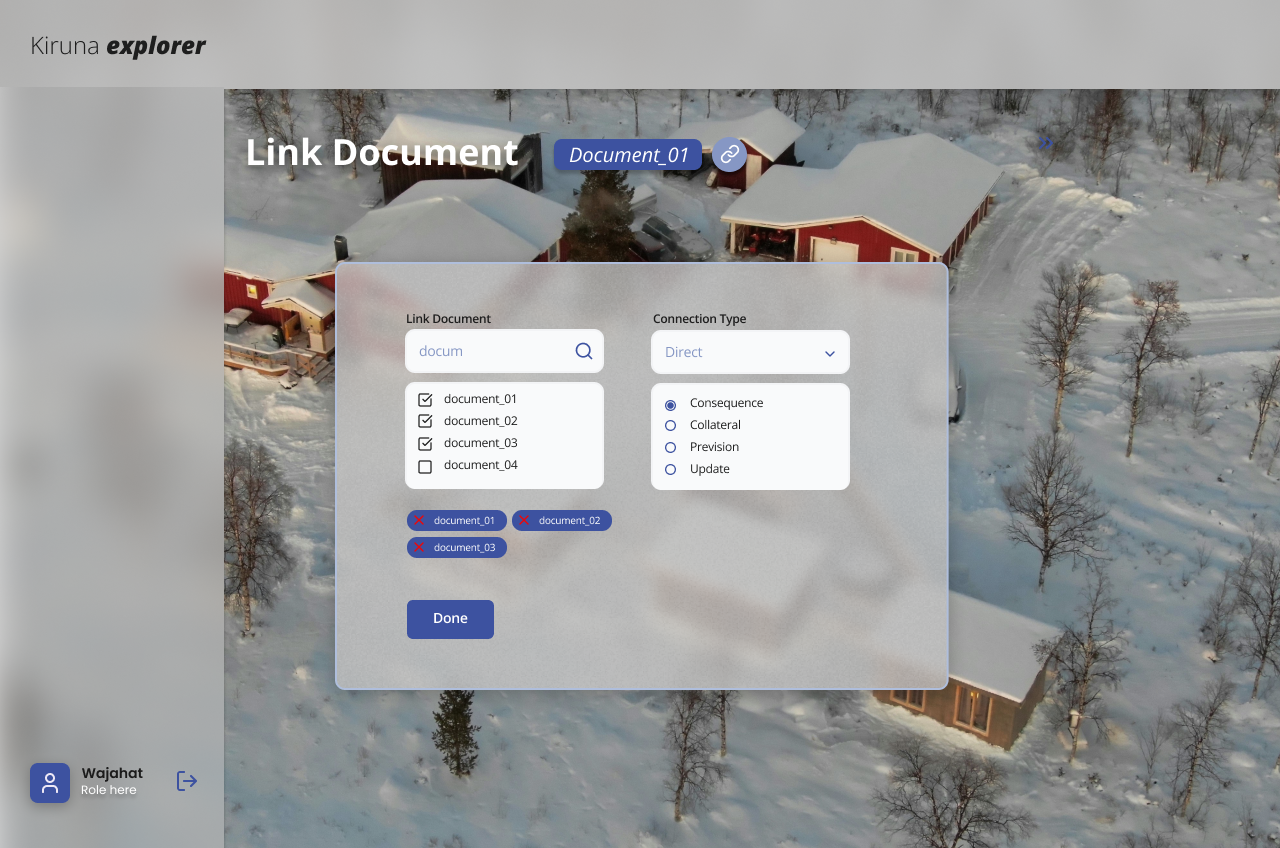 Kiruna explorer
Link Document
Document_01
Link Document
docum
document_01
document_02
document_03
document_04
document_01
document_02
document_03
Done
Connection Type
Direct
Consequence
Collateral
Prevision
Update
Wajahat
Role here